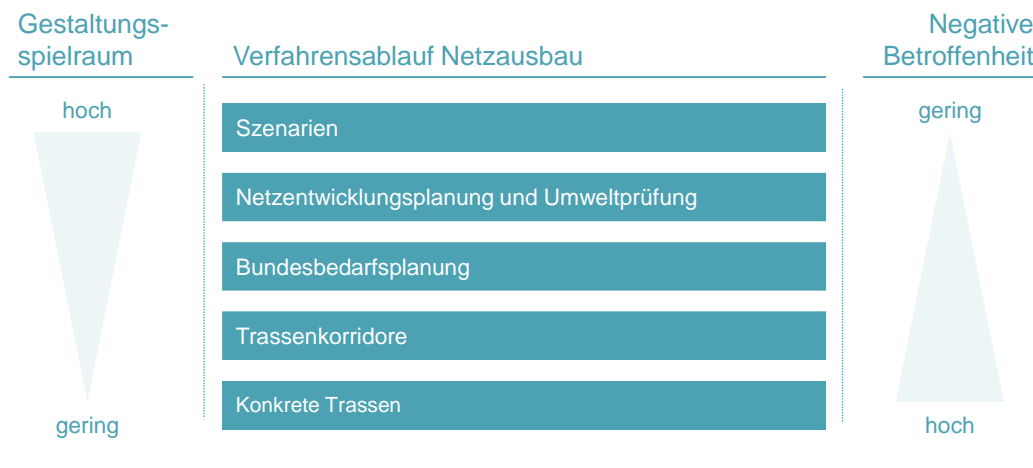 Gestaltungs-
spielraum
Verfahrensablauf Netzausbau
Negative
Betroffenheit
hoch
gering
Szenarien
Netzentwicklungsplanung und Umweltprüfung
Bundesbedarfsplanung
Trassenkorridore
Konkrete Trassen
gering
hoch